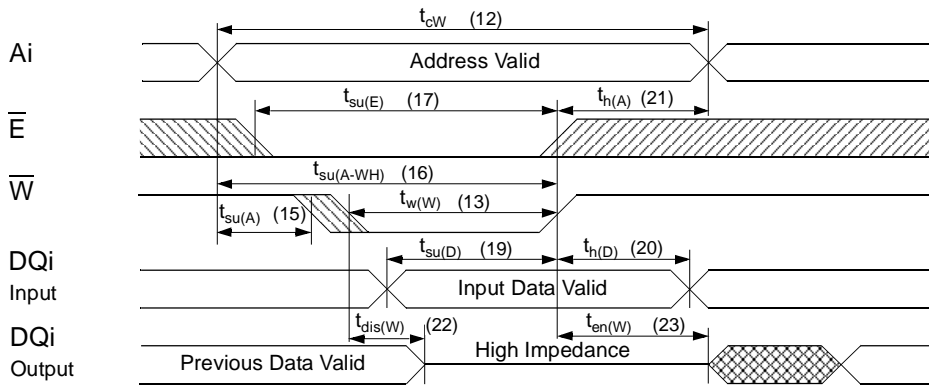 tcW (12)
Ai
Address Valid
tsu(E) (17)
th(A) (21)
E
tsu(A-WH) (16)
W
tw(W) (13)
tsu(A) (15)
tsu(D) (19)
th(D) (20)
DQi
Input
Input Data Valid
tdis(W) (22)
ten(W) (23)
DQi
Output
Previous Data Valid
High Impedance